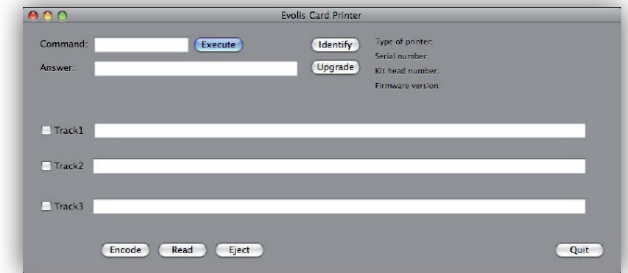 Evolis Card Printer
Command: Execute Identify Type of printer:
Serial number:
Answer: Upgrade Kit head number:
Firmware version:
Track1
Track2
Track3
Encode Read Eject Quit